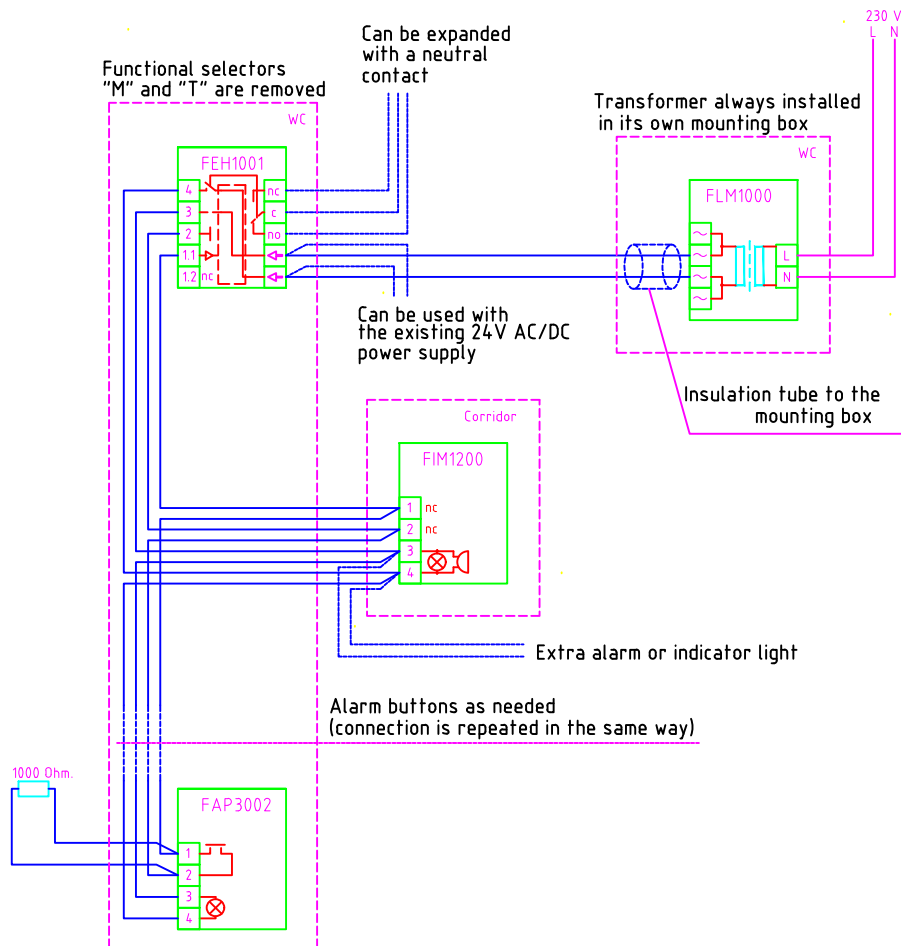 230 V
L N
Can be expanded
with a neutral
contact
Functional selectors
"M" and "T" are removed
WC
Transformer always installed
in its own mounting box
WC
FEH1001
4
3
2
1.1
1.2 nc
nc
c
no
FLM1000
L
N
Can be used with
the existing 24V AC/DC
power supply
Insulation tube to the
mounting box
Corridor
FIM1200
1 nc
2 nc
3
4
Extra alarm or indicator light
Alarm buttons as needed
(connection is repeated in the same way)
1000 Ohm.
FAP3002
1
2
3
4